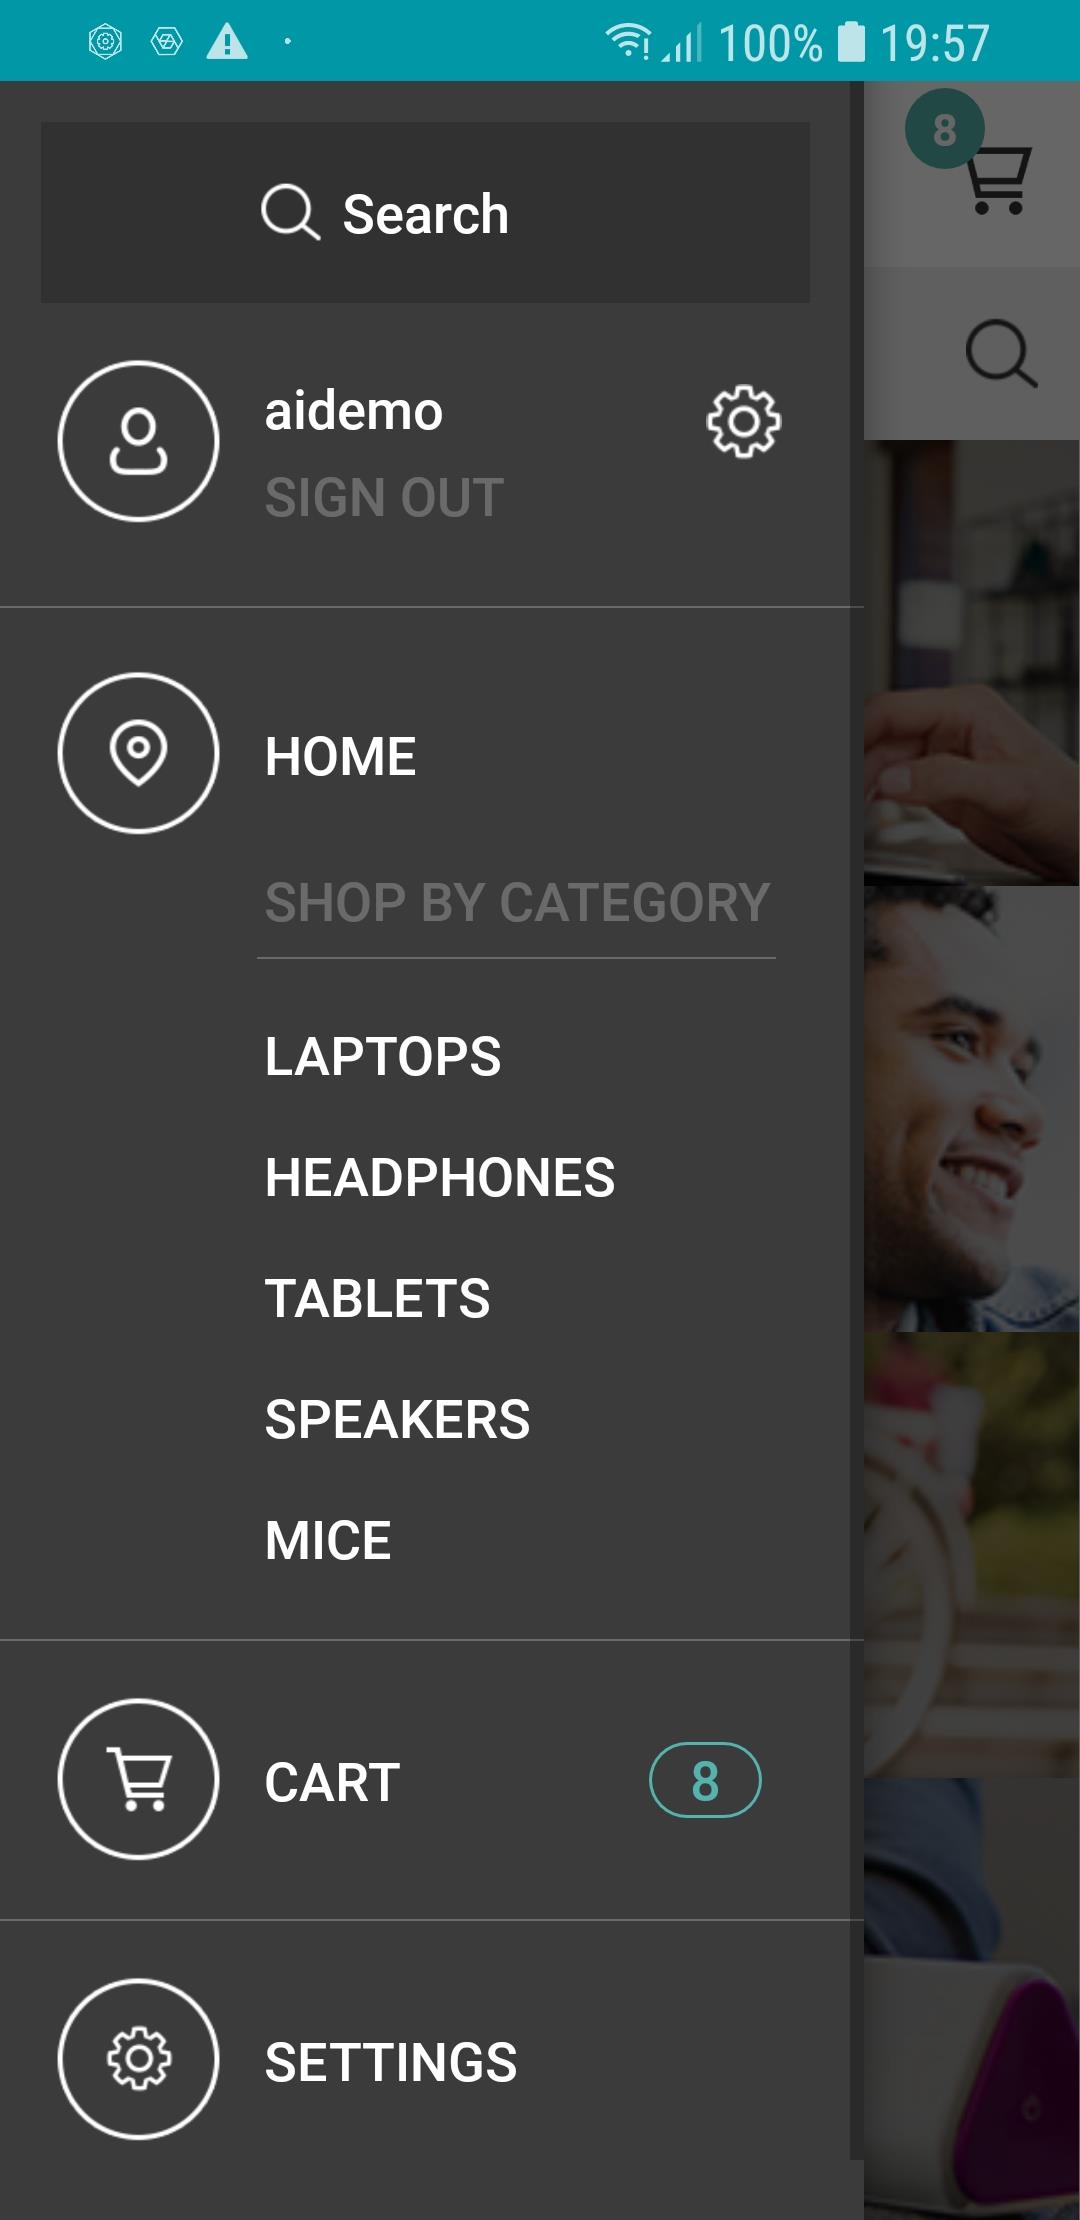 100% 19:57
8
Search
aidemo
SIGN OUT
HOME
SHOP BY CATEGORY
LAPTOPS
HEADPHONES
TABLETS
SPEAKERS
MICE
CART 8
SETTINGS